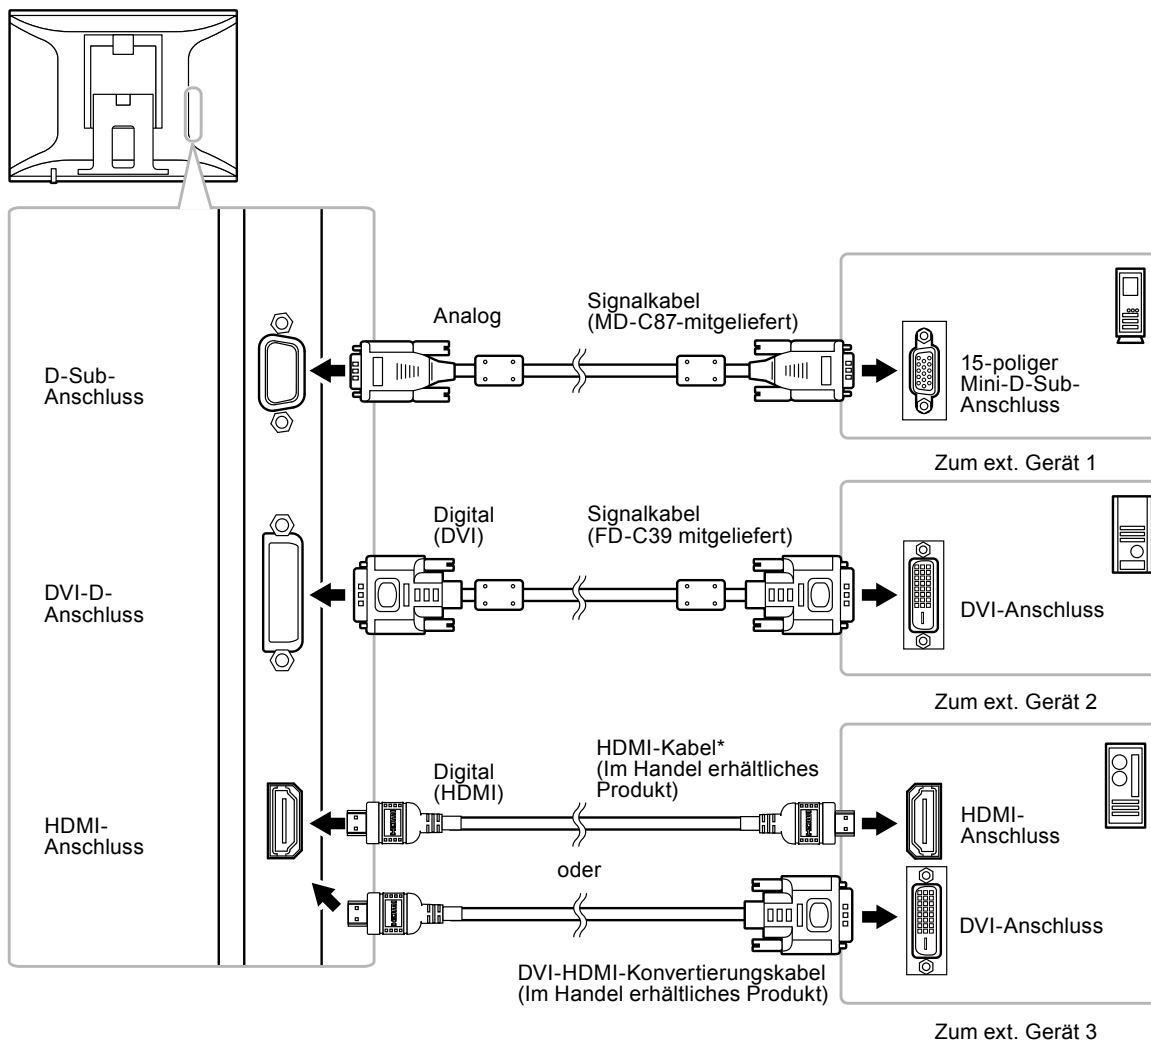 D-Sub-
Anschluss
Analog
Signalkabel
(MD-C87-mitgeliefert)
15-poliger
Mini-D-Sub-
Anschluss
Zum ext. Gerät 1
DVI-D-
Anschluss
Digital
(DVI)
Signalkabel
(FD-C39 mitgeliefert)
DVI-Anschluss
Zum ext. Gerät 2
HDMI-
Anschluss
Digital
(HDMI)
HDMI-Kabel*
(Im Handel erhältliches
Produkt)
HDMI-
Anschluss
oder
DVI-Anschluss
DVI-HDMI-Konvertierungskabel
(Im Handel erhältliches Produkt)
Zum ext. Gerät 3